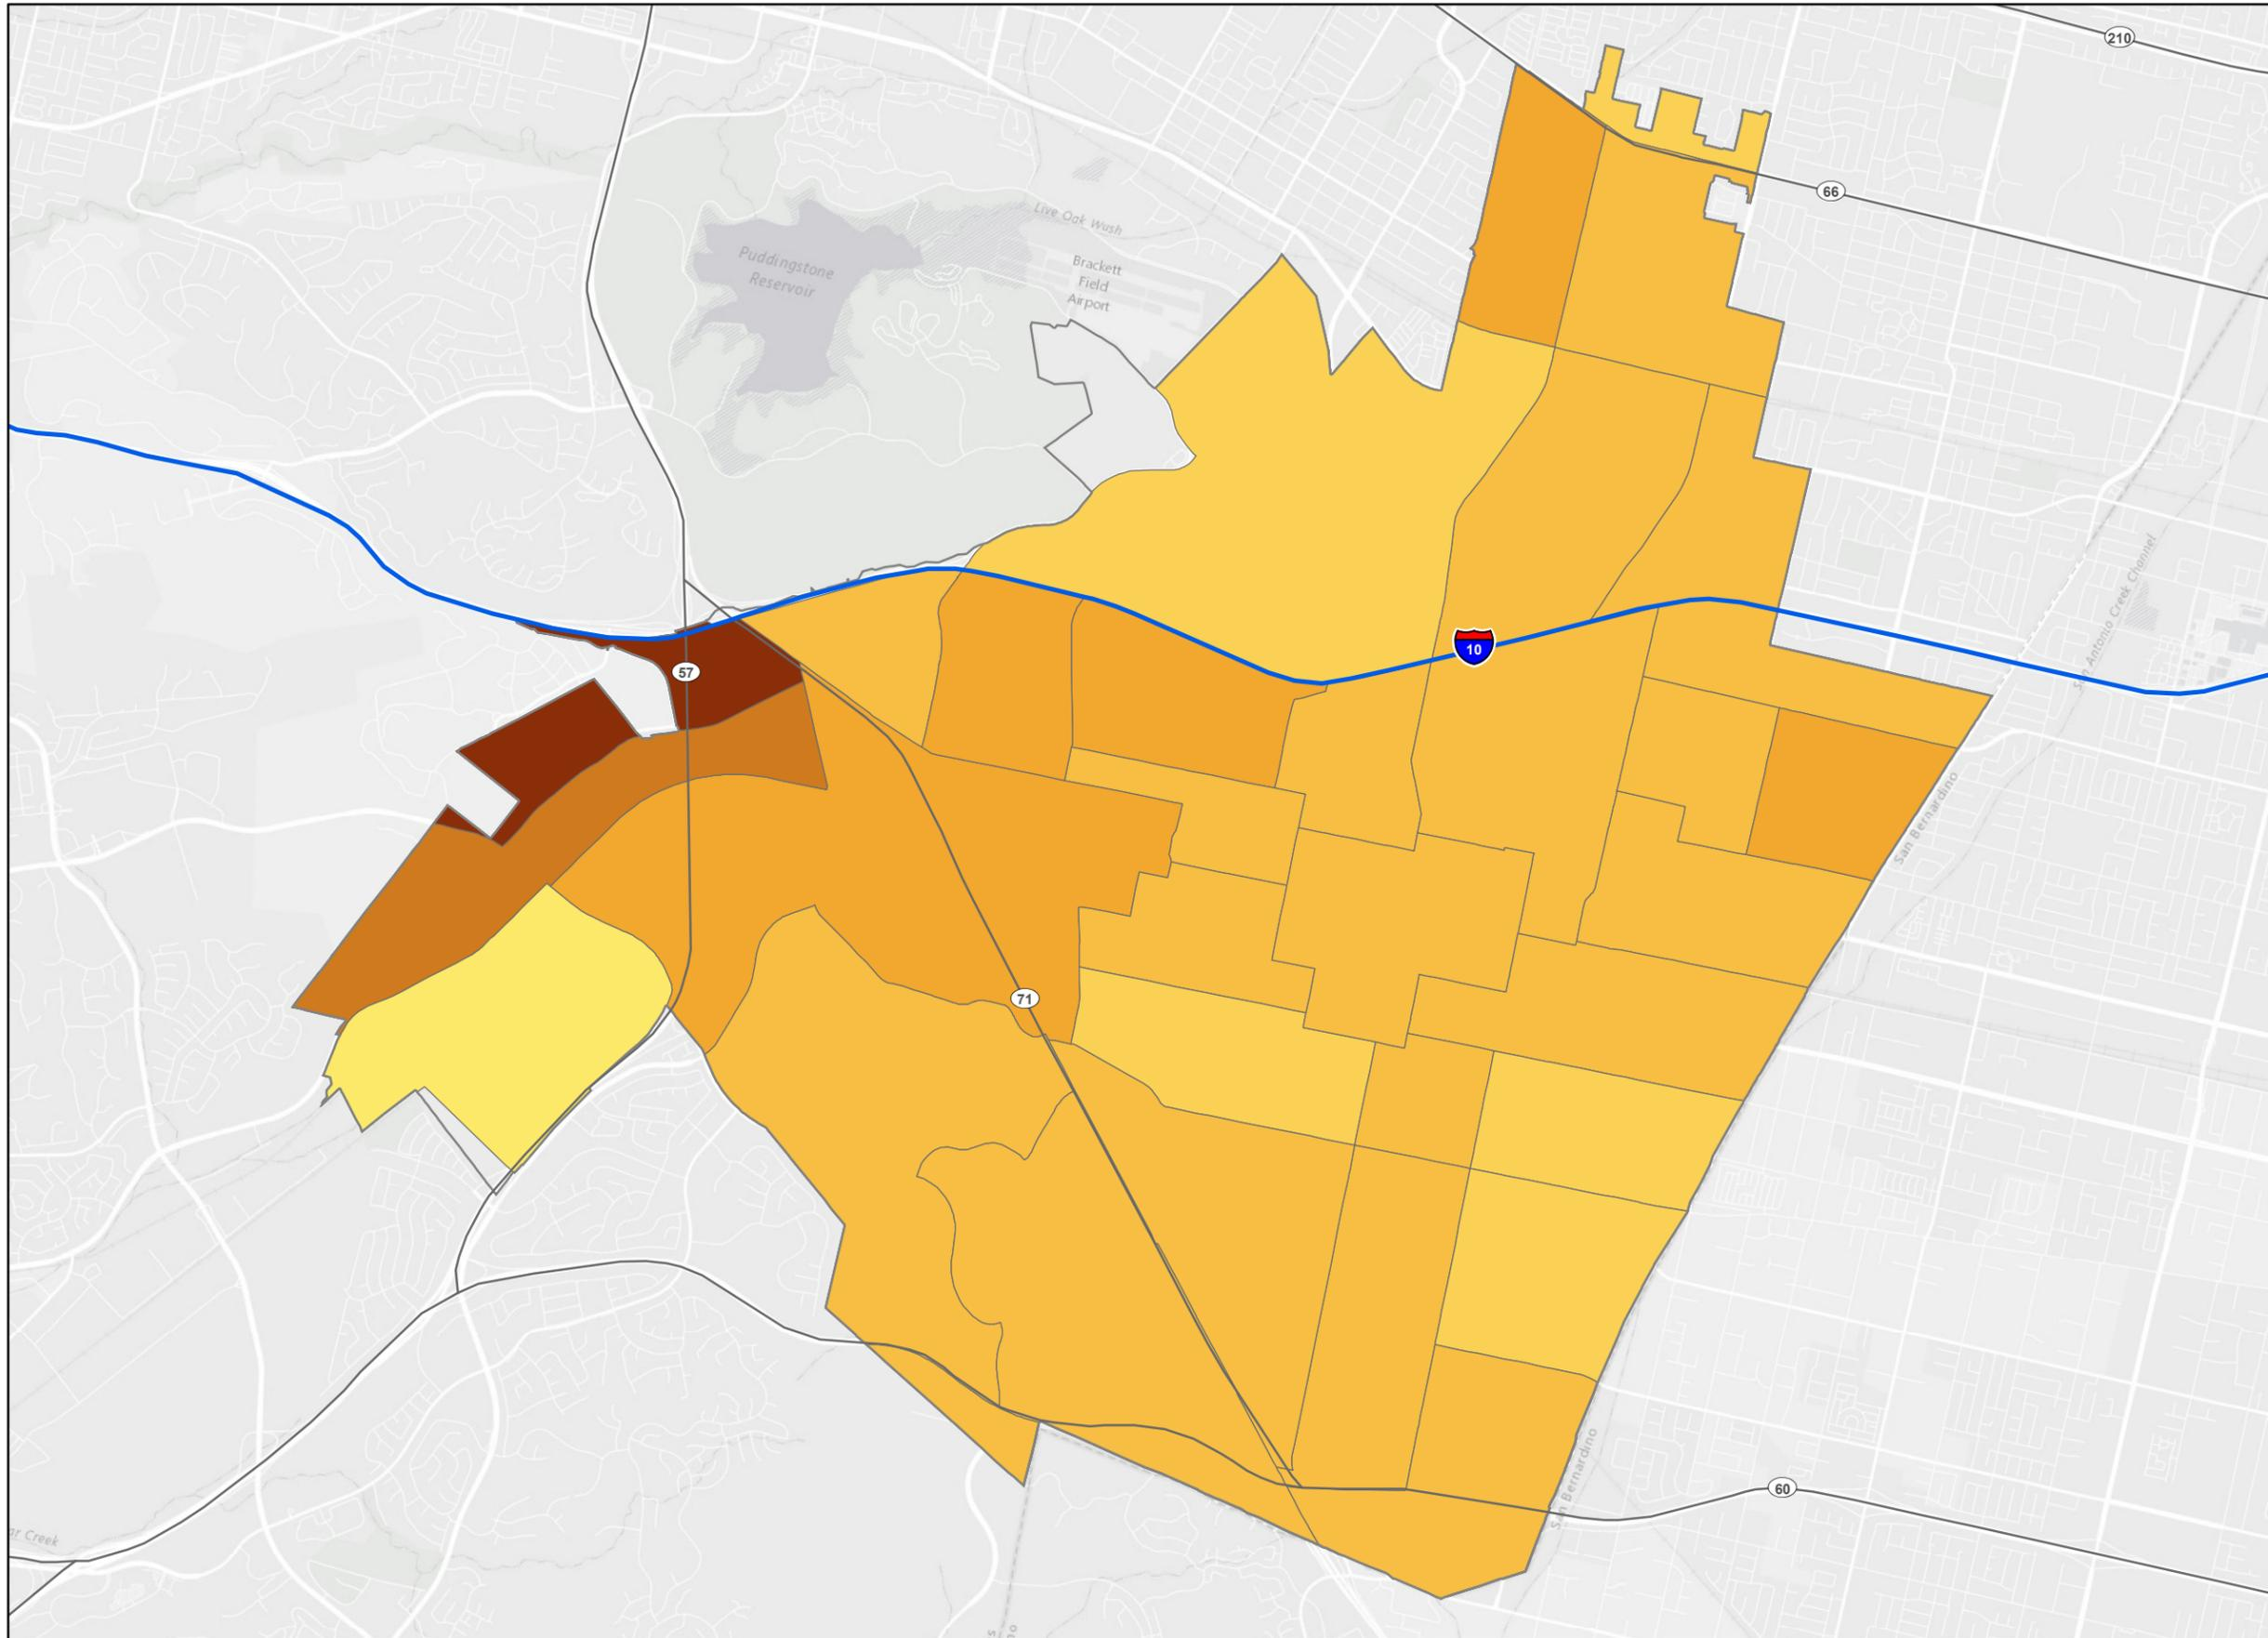 210
66
Live Oak Wash
Puddingstone
Reservoir
Brackett
Field
Airport
San Antonio Creek Channel
10
57
San Bernardino
71
San Bernardino
60
ar Creek